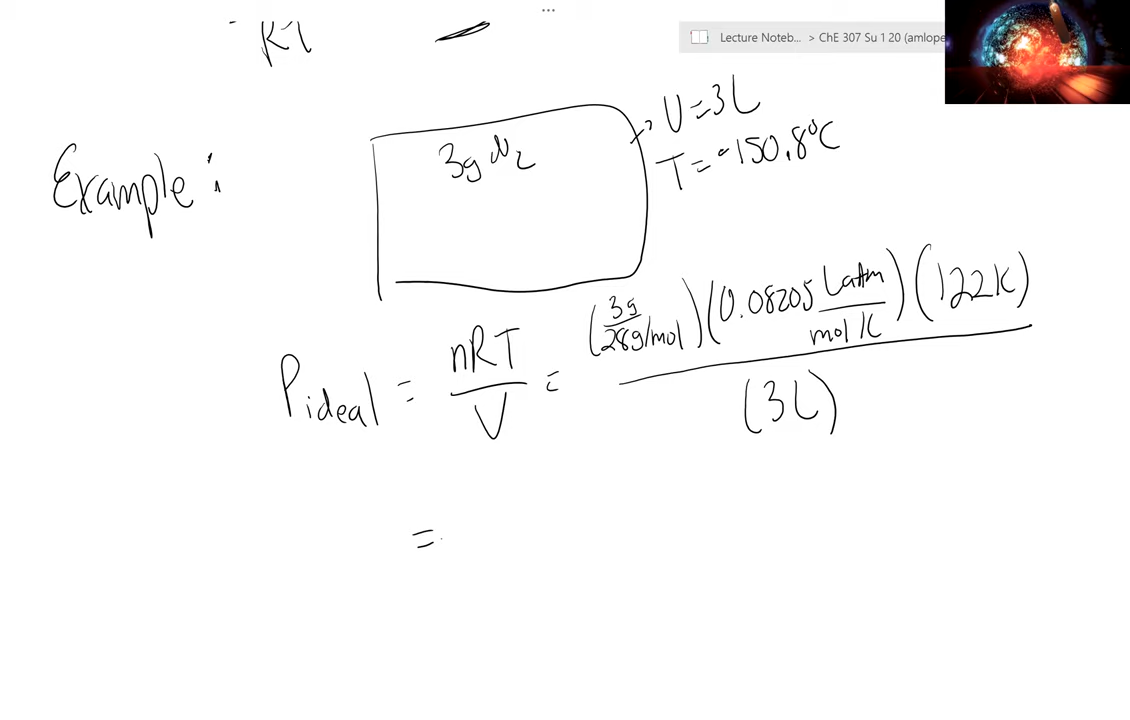 RT
Lecture Noteb... > ChE 307 Su 1 20 (amlope
Example:
3g N2
V=3L
T=-150.8°C
Pideal = nRT/V = (3g/28g/mol)(0.08205 Latm/mol K)(122K)/(3L)
=